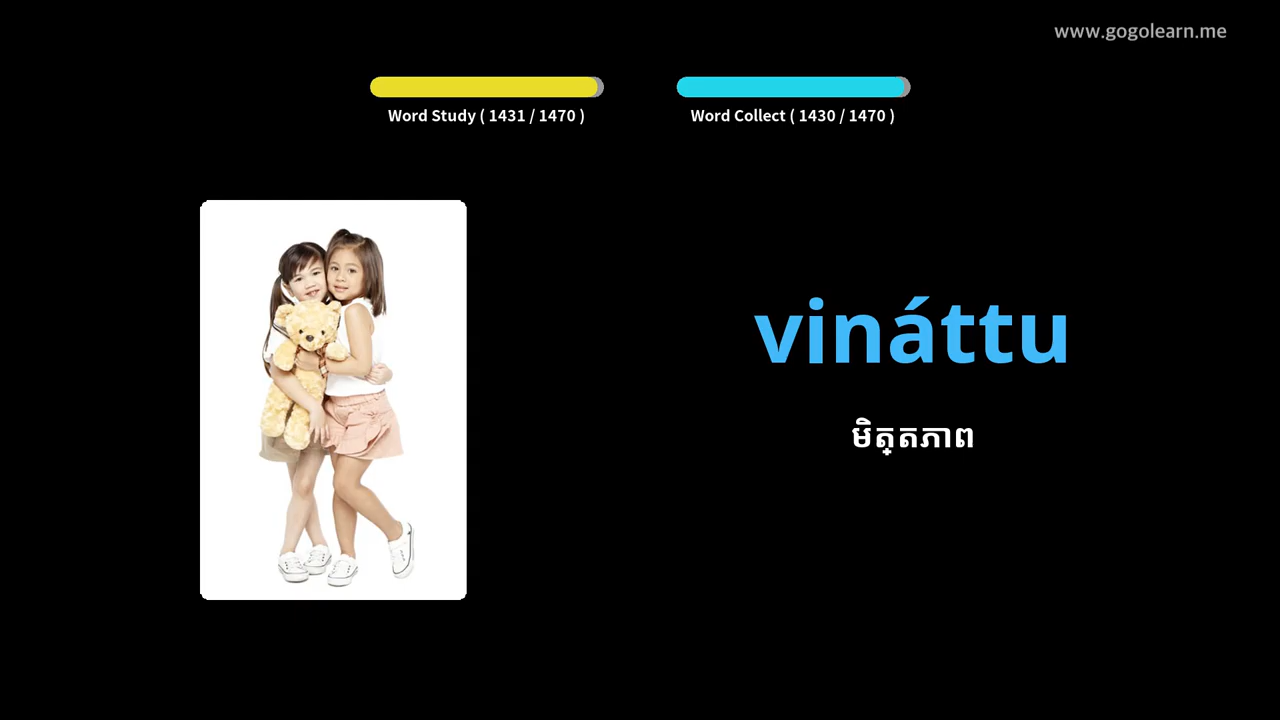 www.gogolearn.me
Word Study ( 1431 / 1470 )
Word Collect ( 1430 / 1470 )
vináttu
មិត្តភាព